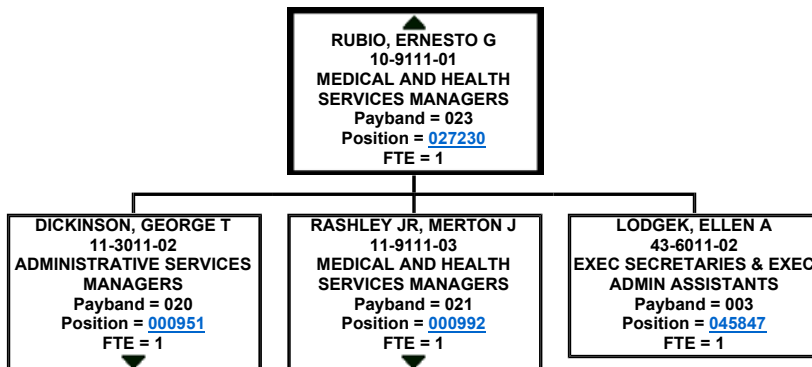 RUBIO, ERNESTO G
10-9111-01
MEDICAL AND HEALTH
SERVICES MANAGERS
Payband = 023
Position = 027230
FTE = 1
DICKINSON, GEORGE T
11-3011-02
ADMINISTRATIVE SERVICES
MANAGERS
Payband = 020
Position = 000951
FTE = 1
RASHLEY JR, MERTON J
11-9111-03
MEDICAL AND HEALTH
SERVICES MANAGERS
Payband = 021
Position = 000992
FTE = 1
LODGEK, ELLEN A
43-6011-02
EXEC SECRETARIES & EXEC
ADMIN ASSISTANTS
Payband = 003
Position = 045847
FTE = 1